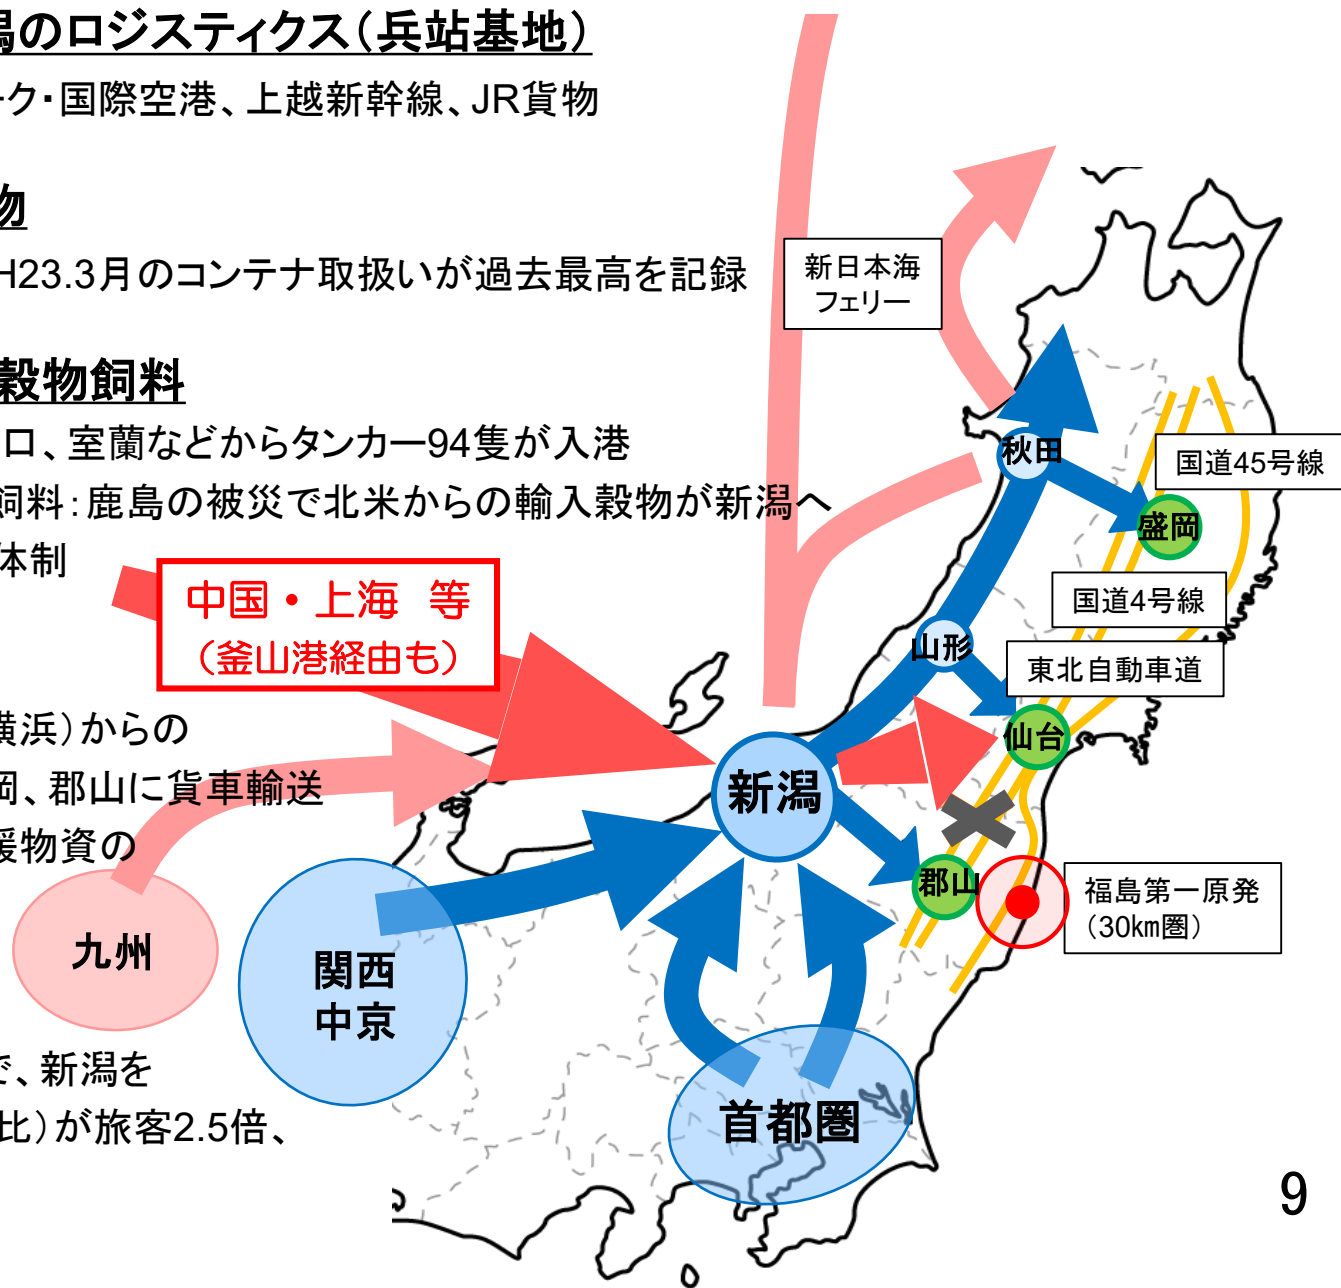 潟のロジスティクス（兵站基地）
ーク・国際空港、上越新幹線、JR貨物
物
H23.3月のコンテナ取扱いが過去最高を記録
穀物飼料
ロ、室蘭などからタンカー94隻が入港
飼料：鹿島の被災で北米からの輸入穀物が新潟へ
体制
中国・上海 等
（釜山港経由も）
横浜）からの
岡、郡山に貨車輸送
援物資の
で、新潟を
比）が旅客2.5倍、
新日本海
フェリー
秋田
国道45号線
盛岡
国道4号線
山形
東北自動車道
仙台
新潟
郡山
福島第一原発
（30km圏）
九州
関西
中京
首都圏
9